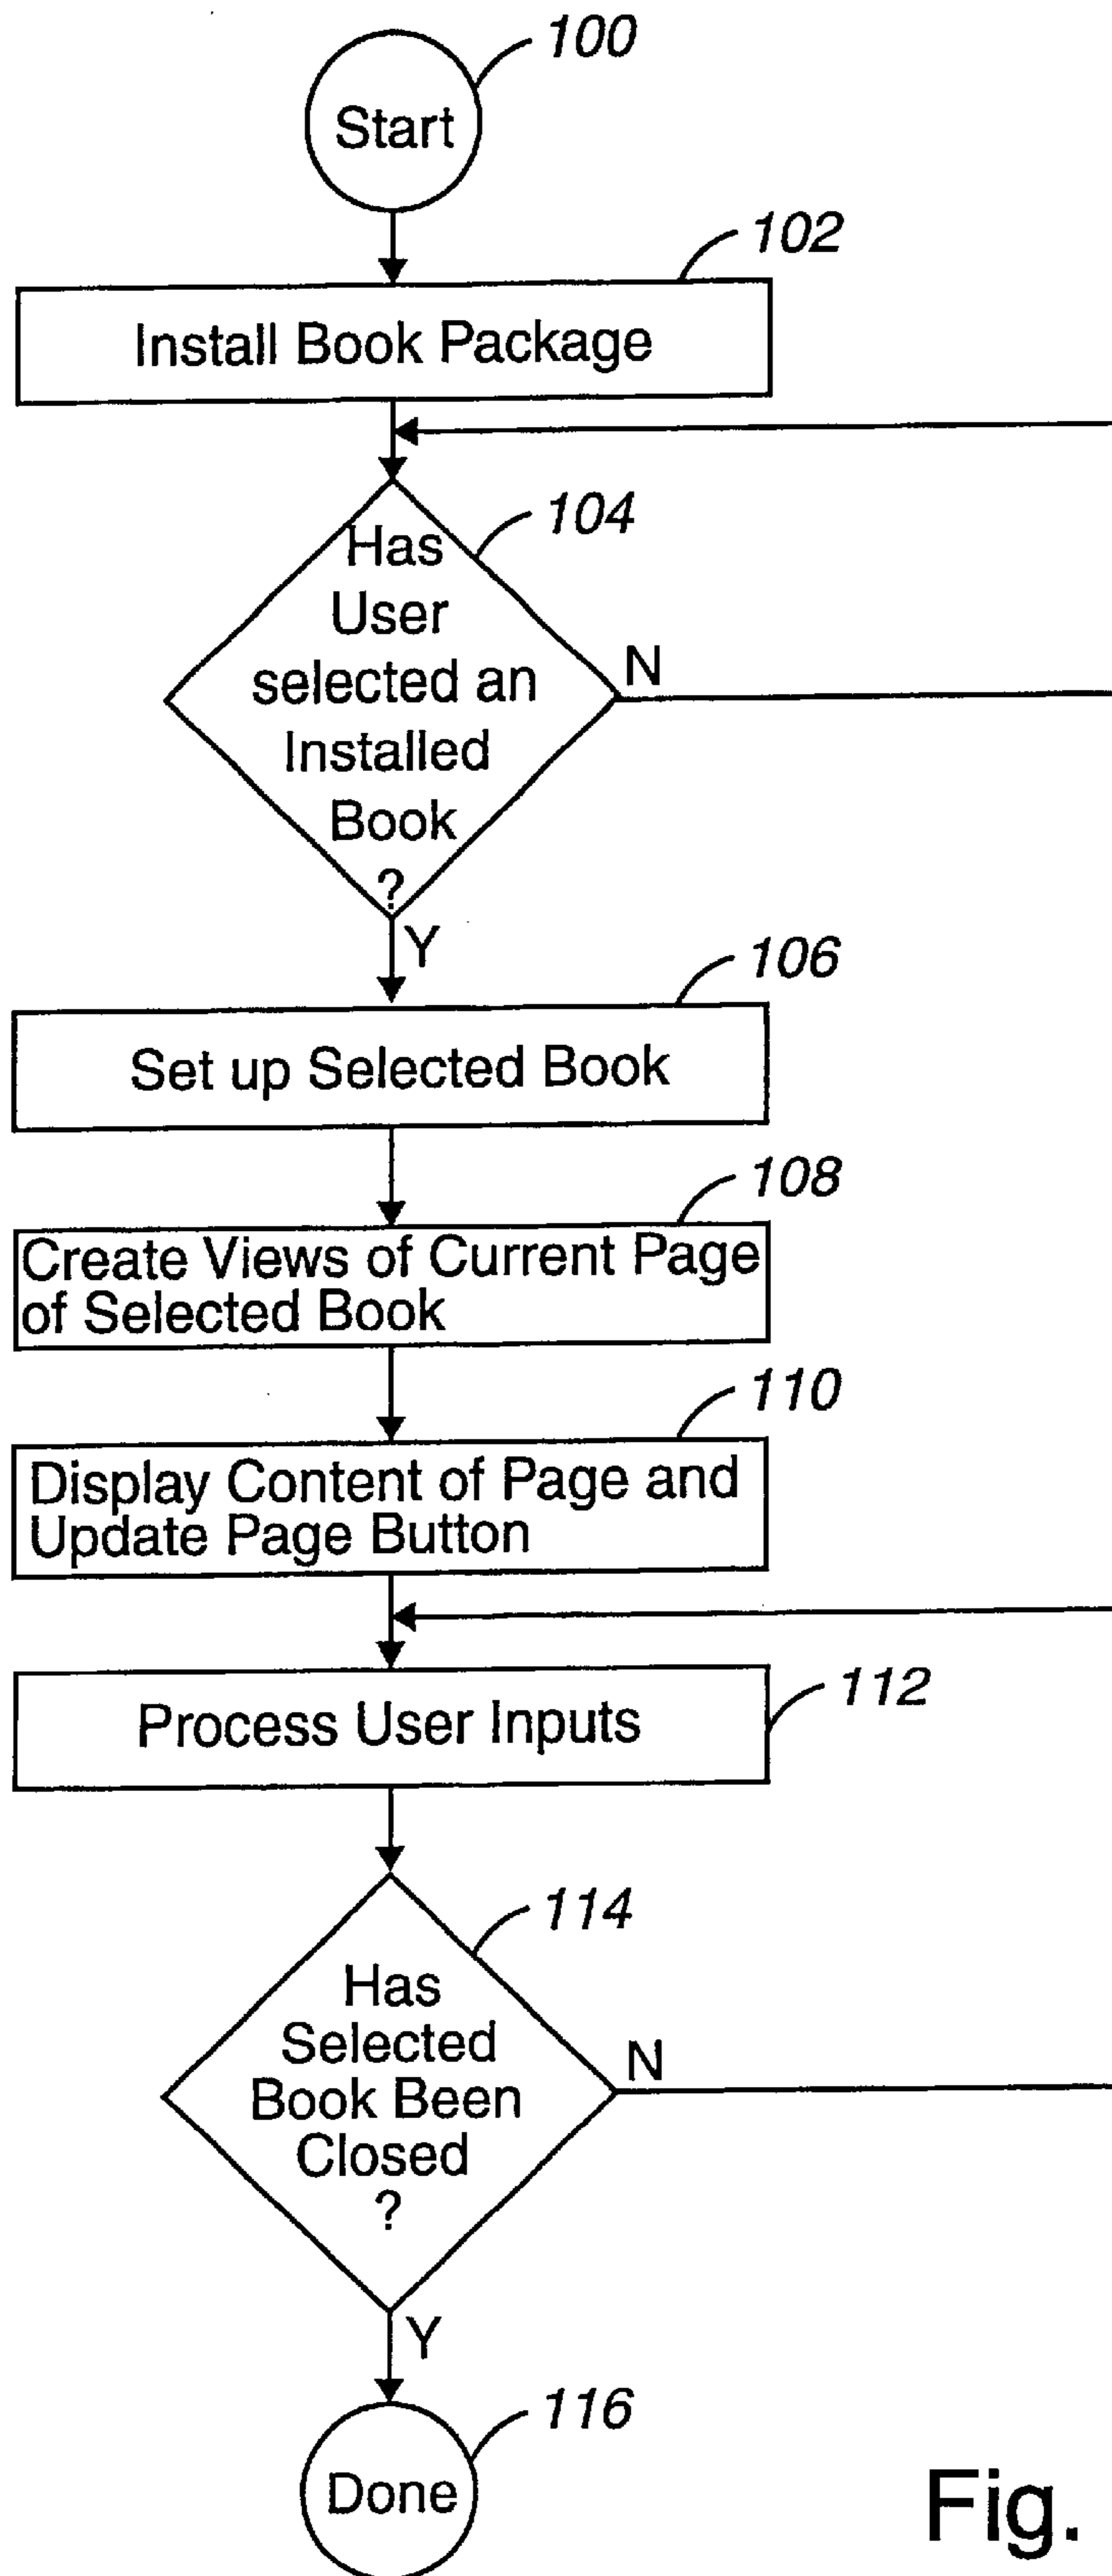 100
Start
102
Install Book Package
104
Has
User
selected an
Installed
Book
?
N
Y
106
Set up Selected Book
108
Create Views of Current Page
of Selected Book
110
Display Content of Page and
Update Page Button
112
Process User Inputs
114
Has
Selected
Book Been
Closed
?
N
Y
116
Done
Fig.